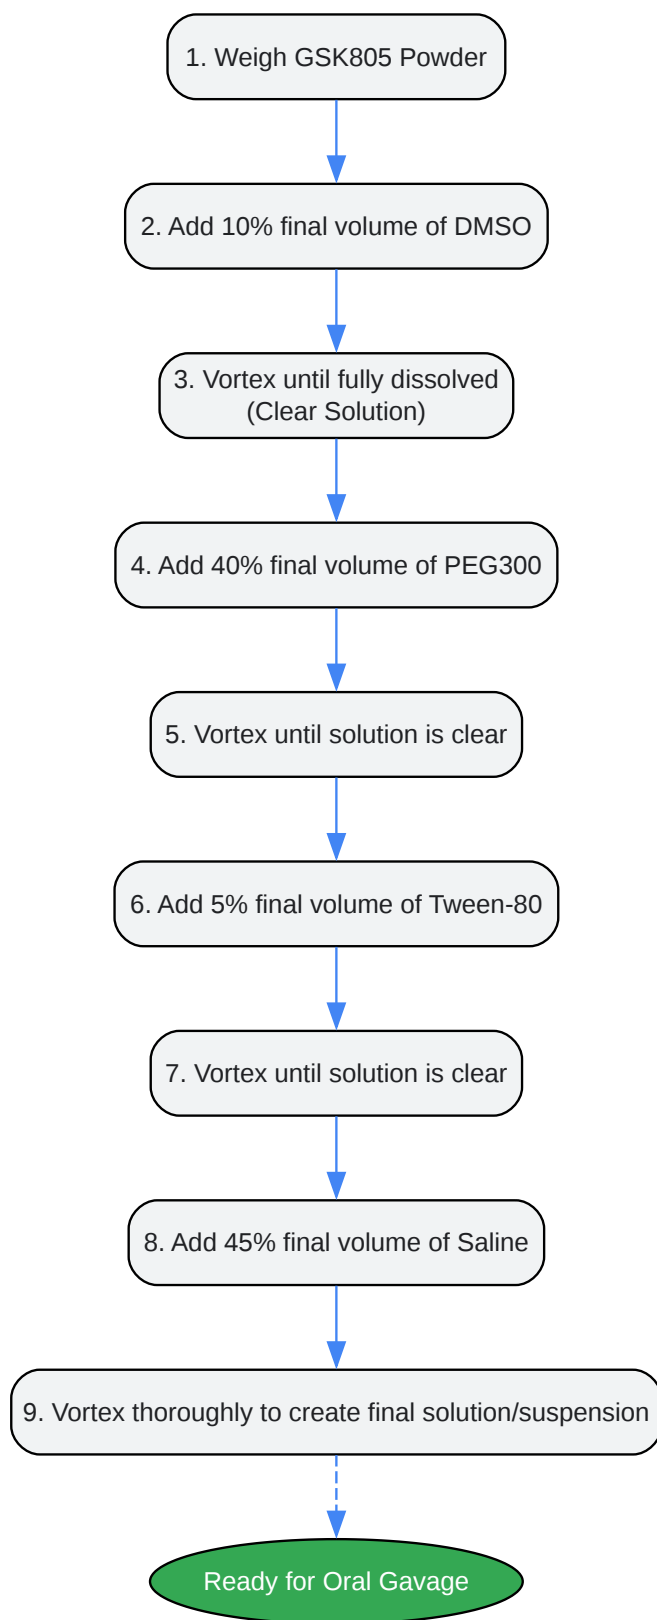 1. Weigh GSK805 Powder
2. Add 10% final volume of DMSO
3. Vortex until fully dissolved
(Clear Solution)
4. Add 40% final volume of PEG300
5. Vortex until solution is clear
6. Add 5% final volume of Tween-80
7. Vortex until solution is clear
8. Add 45% final volume of Saline
9. Vortex thoroughly to create final solution/suspension
Ready for Oral Gavage